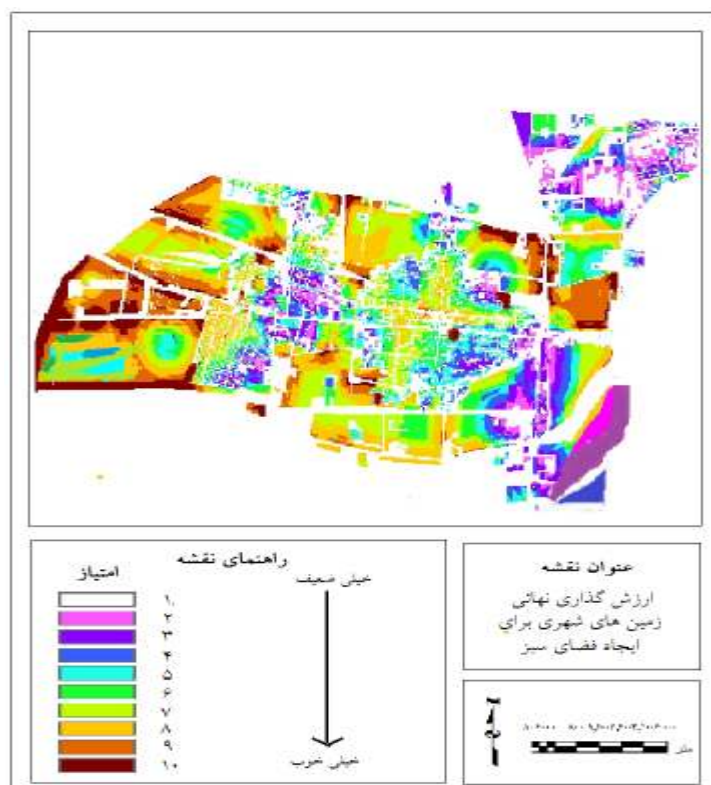 راهنمای نقشه
امتیاز
خیلی ضعیف
۱
۲
۳
۴
۵
۶
۷
۸
۹
۱۰
خیلی خوب
عنوان نقشه
ارزش گذاری نهائی
زمین های شهری برای
ایجاد فضای سبز
متر